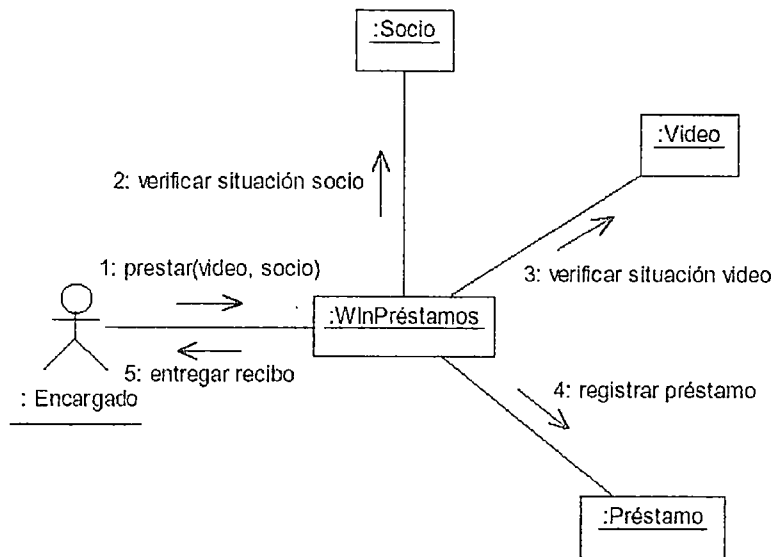 :Socio
:Video
2: verificar situación socio
1: prestar(video, socio)
3: verificar situación video
:WInPréstamos
5: entregar recibo
4: registrar préstamo
: Encargado
:Préstamo